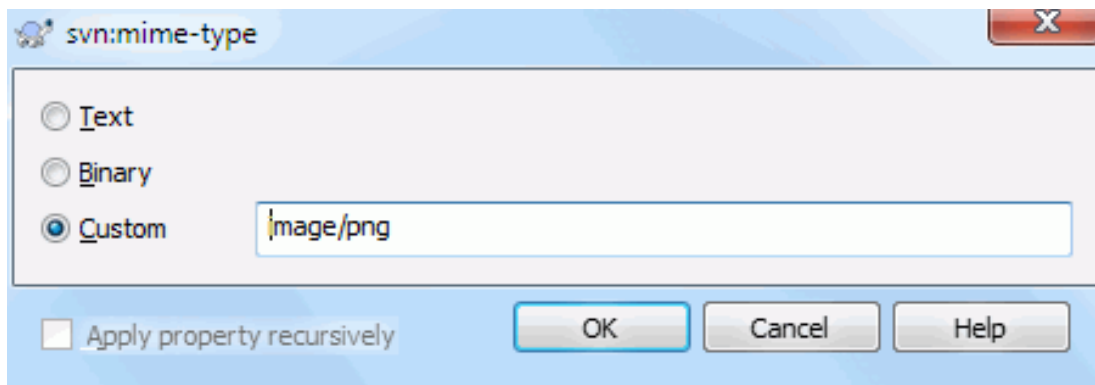 svn:mime-type
Text
Binary
Custom image/png
Apply property recursively OK Cancel Help